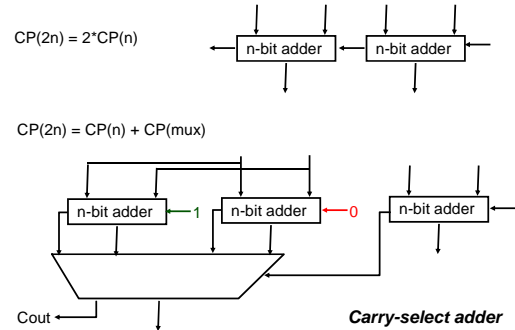 CP(2n) = 2*CP(n)
n-bit adder
n-bit adder
CP(2n) = CP(n) + CP(mux)
n-bit adder
1
n-bit adder
0
n-bit adder
Cout
Carry-select adder